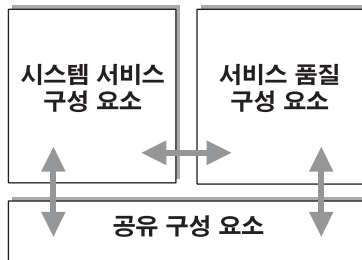 시스템 서비스
구성 요소
서비스 품질
구성 요소
공유 구성 요소